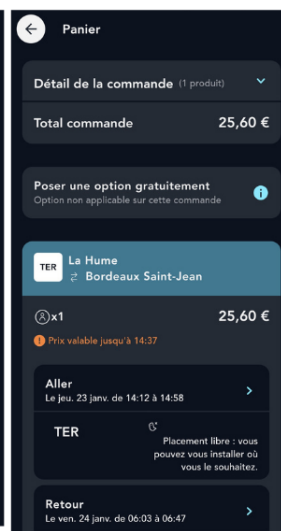 Panier
Détail de la commande (1 produit)
Total commande 25,60 €
Poser une option gratuitement
Option non applicable sur cette commande
TER La Hume
⇄ Bordeaux Saint-Jean
x1 25,60 €
Prix valable jusqu'à 14:37
Aller
Le jeu. 23 janv. de 14:12 à 14:58
TER
Placement libre : vous
pouvez vous installer où
vous le souhaitez.
Retour
Le ven. 24 janv. de 06:03 à 06:47